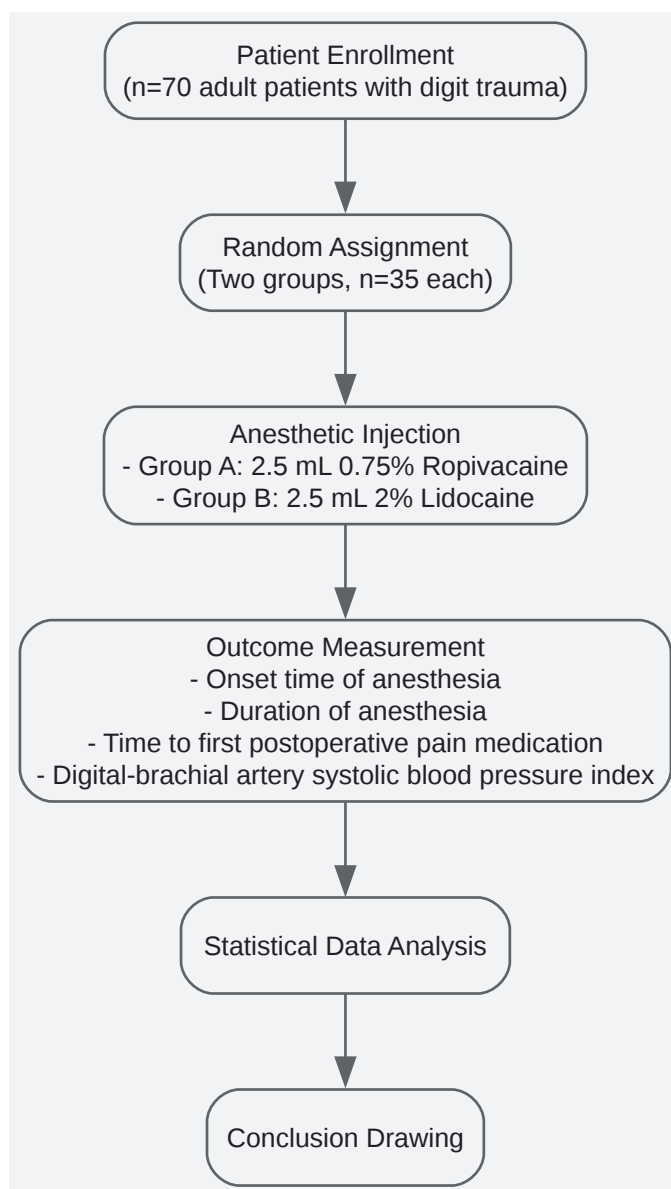 Patient Enrollment
(n=70 adult patients with digit trauma)
Random Assignment
(Two groups, n=35 each)
Anesthetic Injection
- Group A: 2.5 mL 0.75% Ropivacaine
- Group B: 2.5 mL 2% Lidocaine
Outcome Measurement
- Onset time of anesthesia
- Duration of anesthesia
- Time to first postoperative pain medication
- Digital-brachial artery systolic blood pressure index
Statistical Data Analysis
Conclusion Drawing